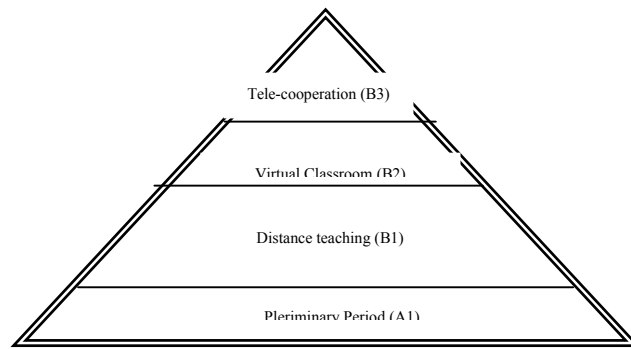 Tele-cooperation (B3)
Virtual Classroom (B2)
Distance teaching (B1)
Pleriminary Period (A1)